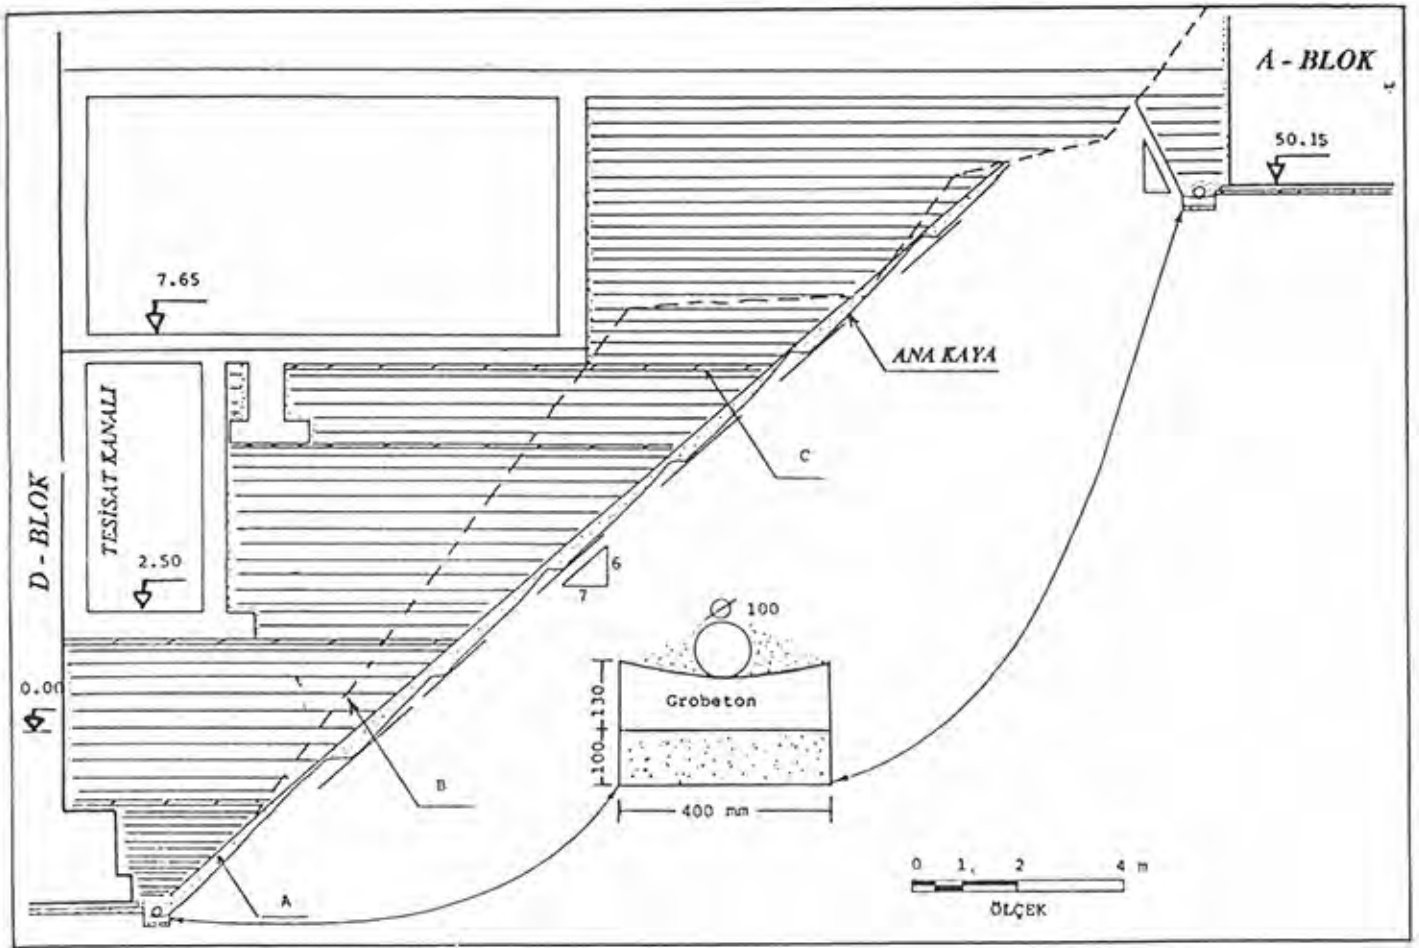 A - BLOK
50.15
7.65
ANA KAYA
C
TESİSAT KANALI
D - BLOK
2.50
6
7
100
0.00
130
Grobeton
100
B
400 mm
0 1 2 4 m
ÖLÇEK
A